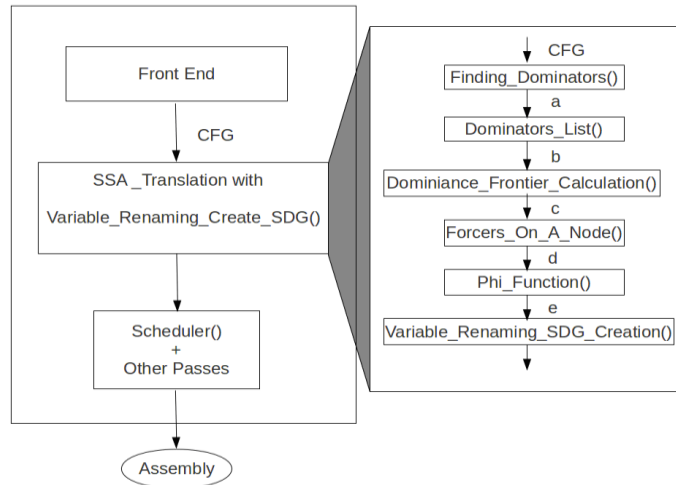 Front End
CFG
SSA _Translation with
Variable_Renaming_Create_SDG()
Scheduler()
+
Other Passes
Assembly
CFG
Finding_Dominators()
a
Dominators_List()
b
Dominiance_Frontier_Calculation()
c
Forcers_On_A_Node()
d
Phi_Function()
e
Variable_Renaming_SDG_Creation()